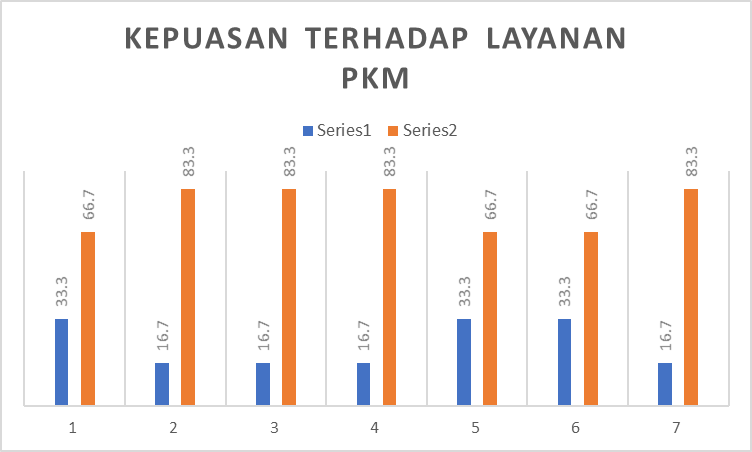 KEPUASAN TERHADAP LAYANAN
PKM
Series1 Series2
33.3 66.7 16.7 83.3 16.7 83.3 16.7 83.3 33.3 66.7 33.3 66.7 16.7 83.3
1 2 3 4 5 6 7